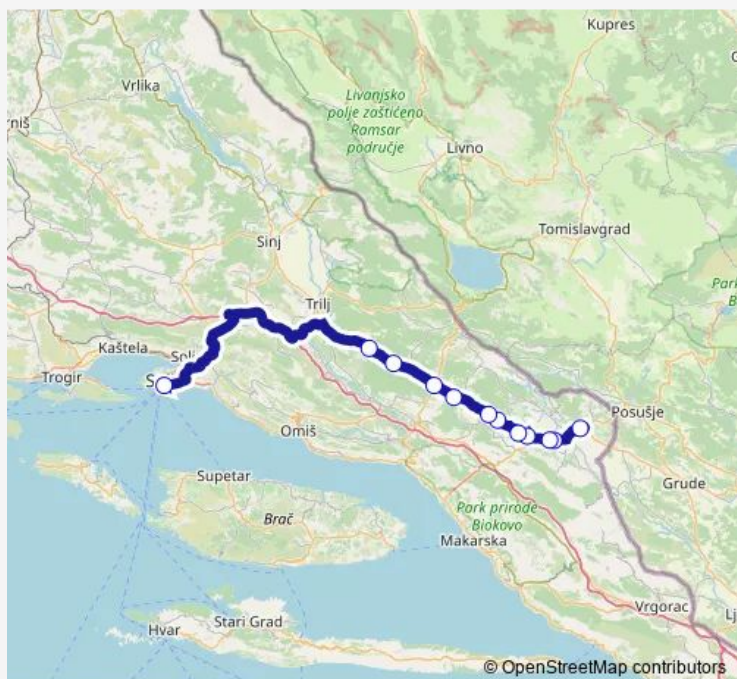 Kupres
Vrlika
Livanjsko
polje zaštićeno
Ramsar
područje
Livno
Tomislavgrad
Sinj
Trilj
Kaštela
Trogir
Posušje
Omiš
Grude
Supetar
Park prirode
Biokovo
Brač
Makarska
Vrgorac
Stari Grad
Hvar
© OpenStreetMap contributors